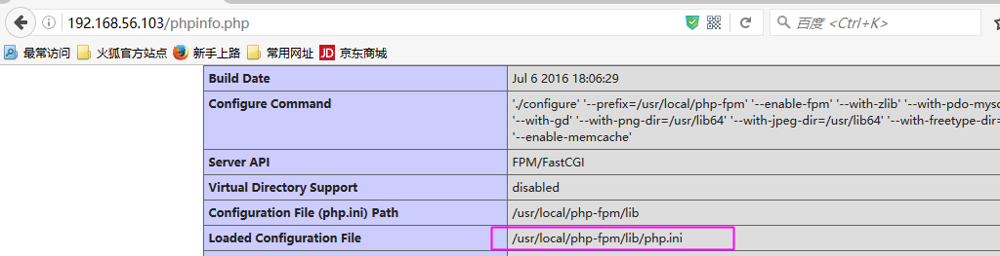 192.168.56.103/phpinfo.php
百度 <Ctrl+K>
最常访问 火狐官方站点 新手上路 常用网址 JD 京东商城
Build Date Jul 6 2016 18:06:29
Configure Command './configure' '--prefix=/usr/local/php-fpm' '--enable-fpm' '--with-zlib' '--with-pdo-mysq
'--with-gd' '--with-png-dir=/usr/lib64' '--with-jpeg-dir=/usr/lib64' '--with-freetype-dir=
'--enable-memcache'
Server API FPM/FastCGI
Virtual Directory Support disabled
Configuration File (php.ini) Path /usr/local/php-fpm/lib
Loaded Configuration File /usr/local/php-fpm/lib/php.ini